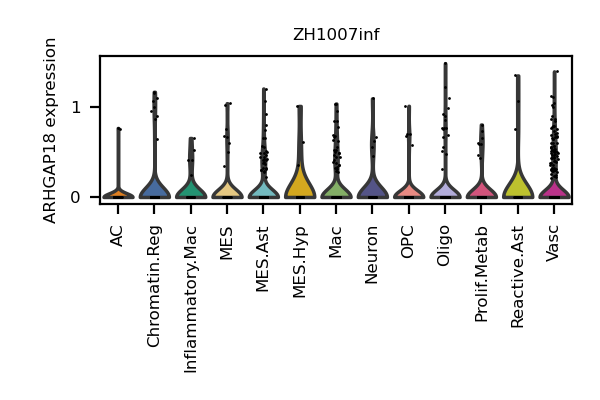 ZH1007inf
ARHGAP18 expression
1
0
AC
Chromatin.Reg
Inflammatory.Mac
MES
MES.Ast
MES.Hyp
Mac
Neuron
OPC
Oligo
Prolif.Metab
Reactive.Ast
Vasc